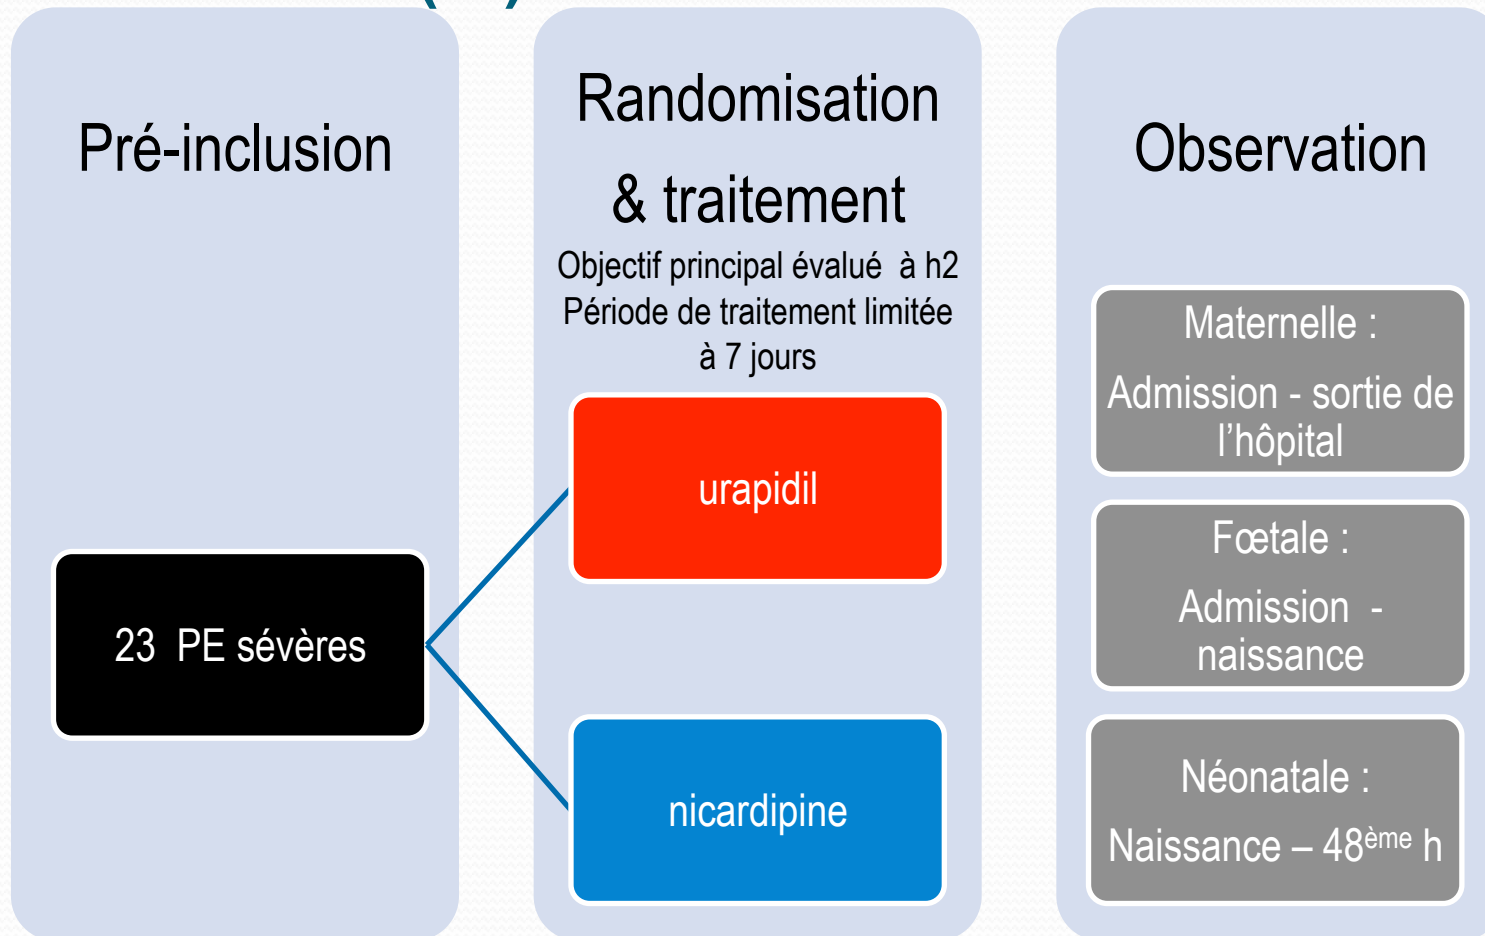 Pré-inclusion
23 PE sévères
Randomisation
& traitement
Objectif principal évalué à h2
Période de traitement limitée
à 7 jours
urapidil
nicardipine
Observation
Maternelle :
Admission - sortie de
l'hôpital
Fœtale :
Admission -
naissance
Néonatale :
Naissance – 48ème h